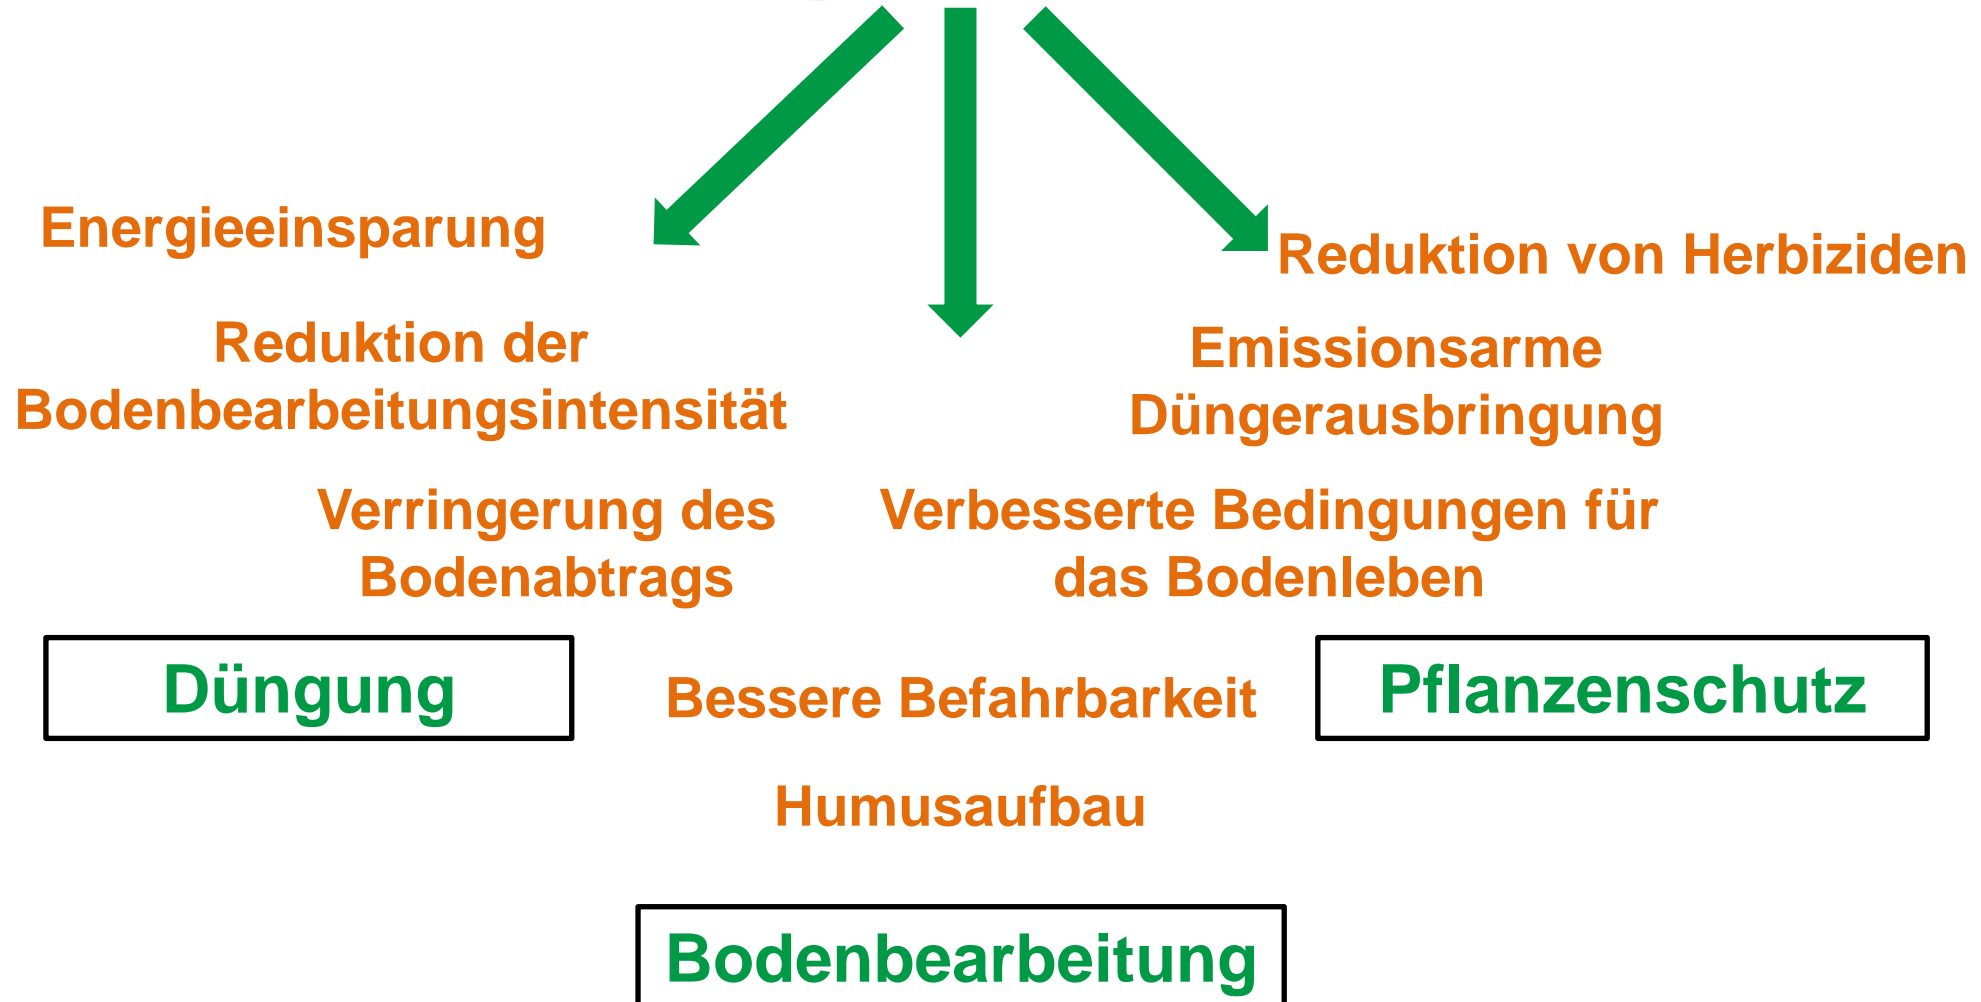 Energieeinsparung
Reduktion von Herbiziden
Reduktion der
Bodenbearbeitungsintensität
Emissionsarme
Düngerausbringung
Verringerung des
Bodenabtrags
Verbesserte Bedingungen für
das Bodenleben
Düngung
Bessere Befahrbarkeit
Pflanzenschutz
Humusaufbau
Bodenbearbeitung